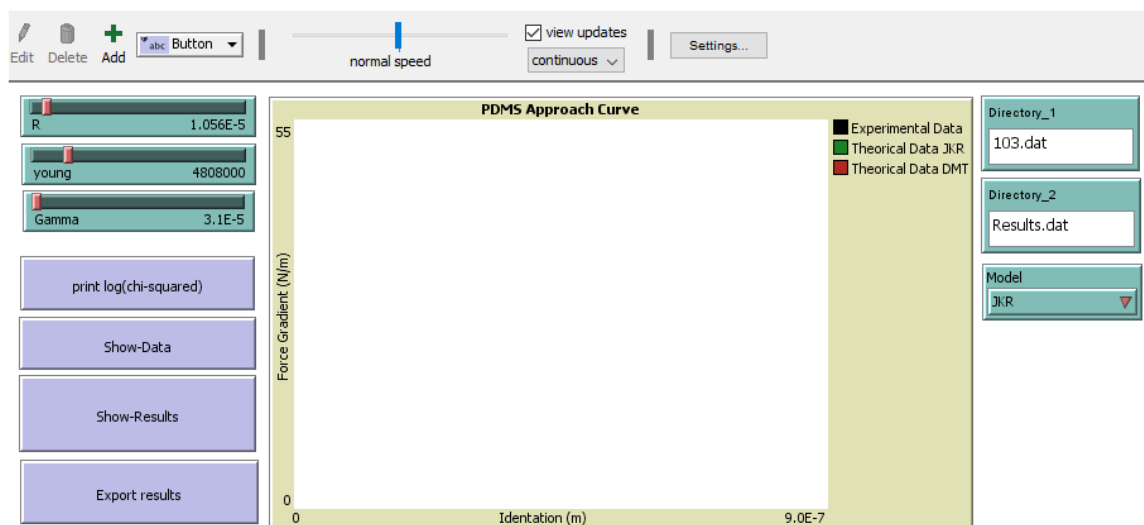 Edit Delete Add abc Button normal speed view updates continuous Settings...
R 1.056E-5
young 4808000
Gamma 3.1E-5
print log(chi-squared)
Show-Data
Show-Results
Export results
PDMS Approach Curve
55
Force Gradient (N/m)
0
0 Identation (m) 9.0E-7
Experimental Data
Theorical Data JKR
Theorical Data DMT
Directory_1
103.dat
Directory_2
Results.dat
Model
JKR